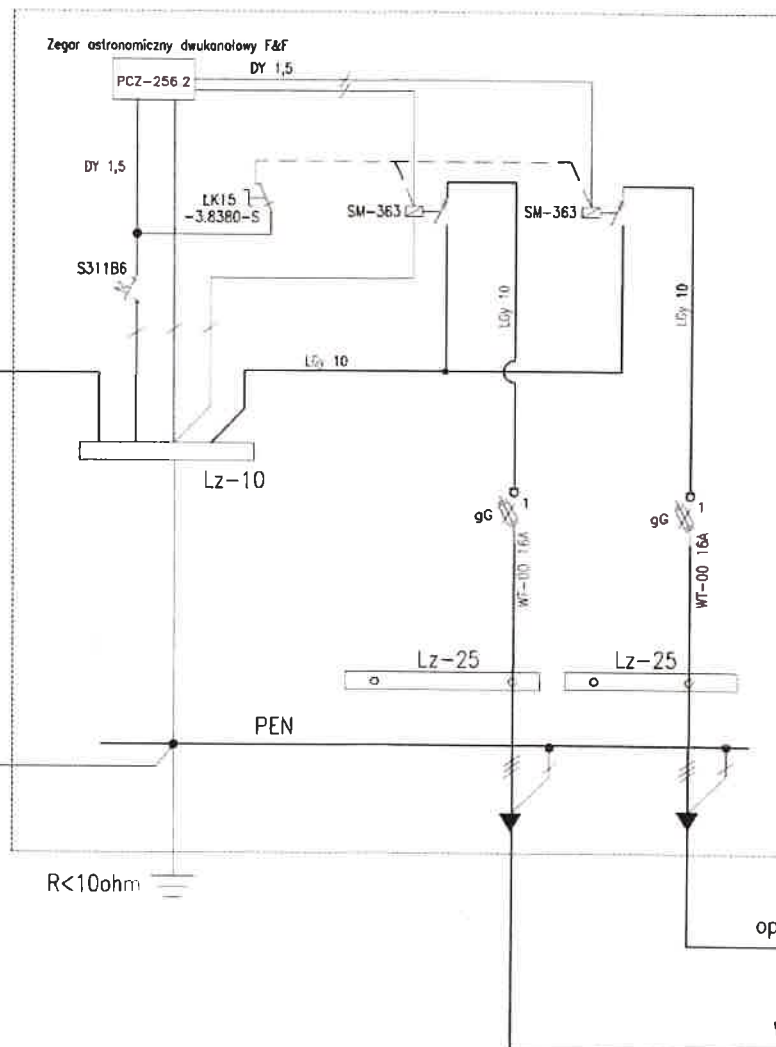 Zegar astronomiczny dwukanałowy F&F
PCZ-256 2
DY 1,5
DY 1,5
ŁK15
-3.8380-S
SM-363
SM-363
S311B6
LGy 10
LGy 10
LGy 10
Lz-10
gG
1
WT-00 16A
gG
1
WT-00 16A
Lz-25
Lz-25
PEN
R<10ohm
op